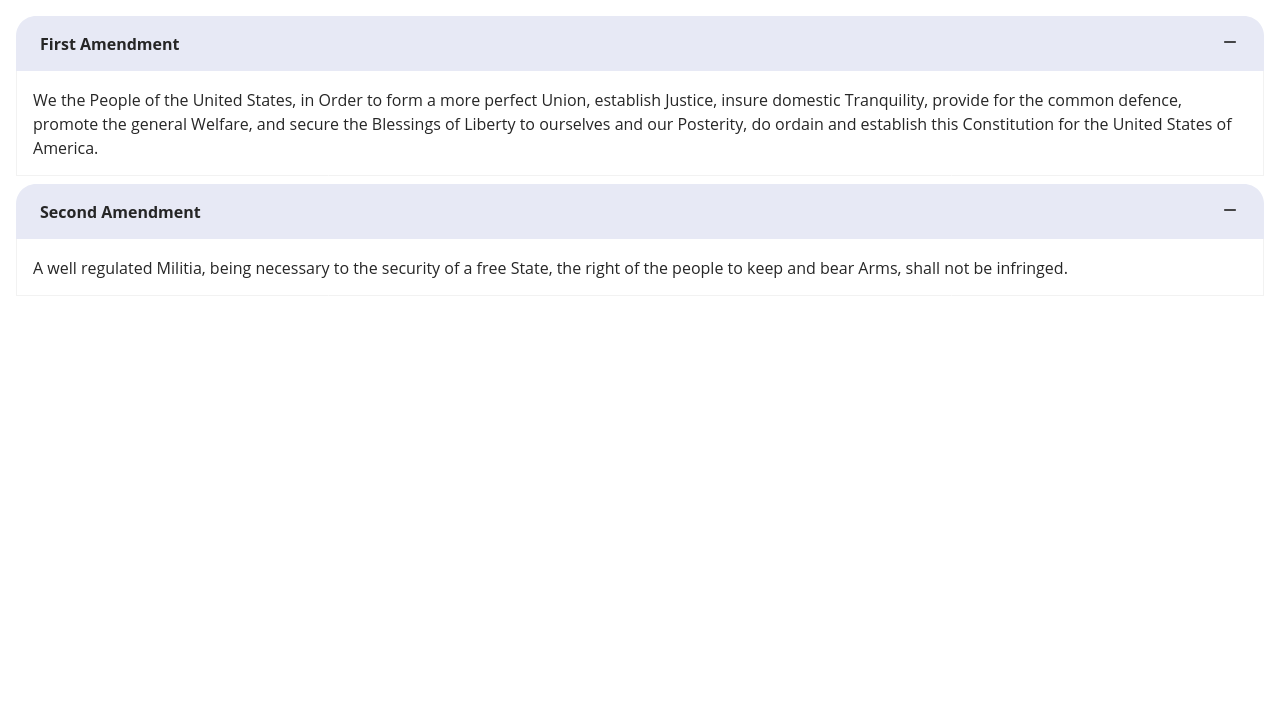 First Amendment
We the People of the United States, in Order to form a more perfect Union, establish Justice, insure domestic Tranquility, provide for the common defence,
promote the general Welfare, and secure the Blessings of Liberty to ourselves and our Posterity, do ordain and establish this Constitution for the United States of
America.
Second Amendment
A well regulated Militia, being necessary to the security of a free State, the right of the people to keep and bear Arms, shall not be infringed.